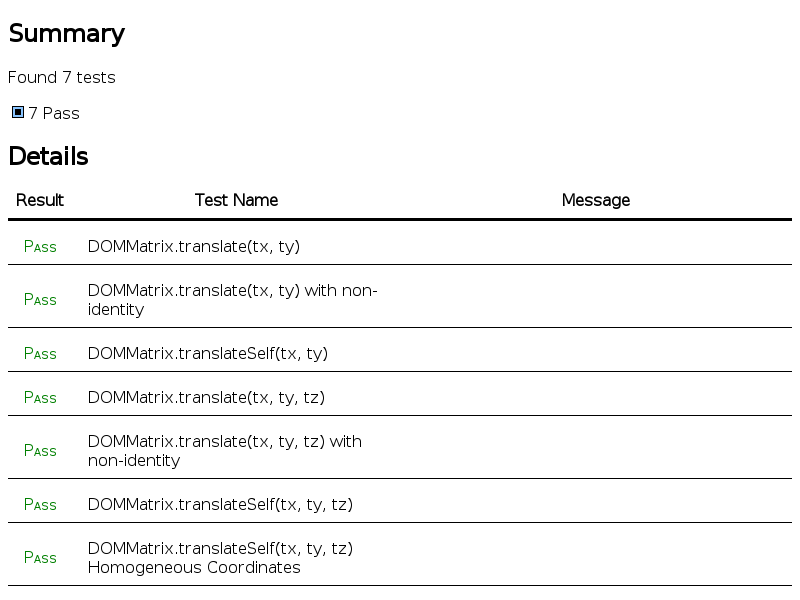 Summary
Found 7 tests
7 Pass
Details
Result Test Name Message
Pass DOMMatrix.translate(tx, ty)
Pass DOMMatrix.translate(tx, ty) with non-
identity
Pass DOMMatrix.translateSelf(tx, ty)
Pass DOMMatrix.translate(tx, ty, tz)
Pass DOMMatrix.translate(tx, ty, tz) with
non-identity
Pass DOMMatrix.translateSelf(tx, ty, tz)
Pass DOMMatrix.translateSelf(tx, ty, tz)
Homogeneous Coordinates